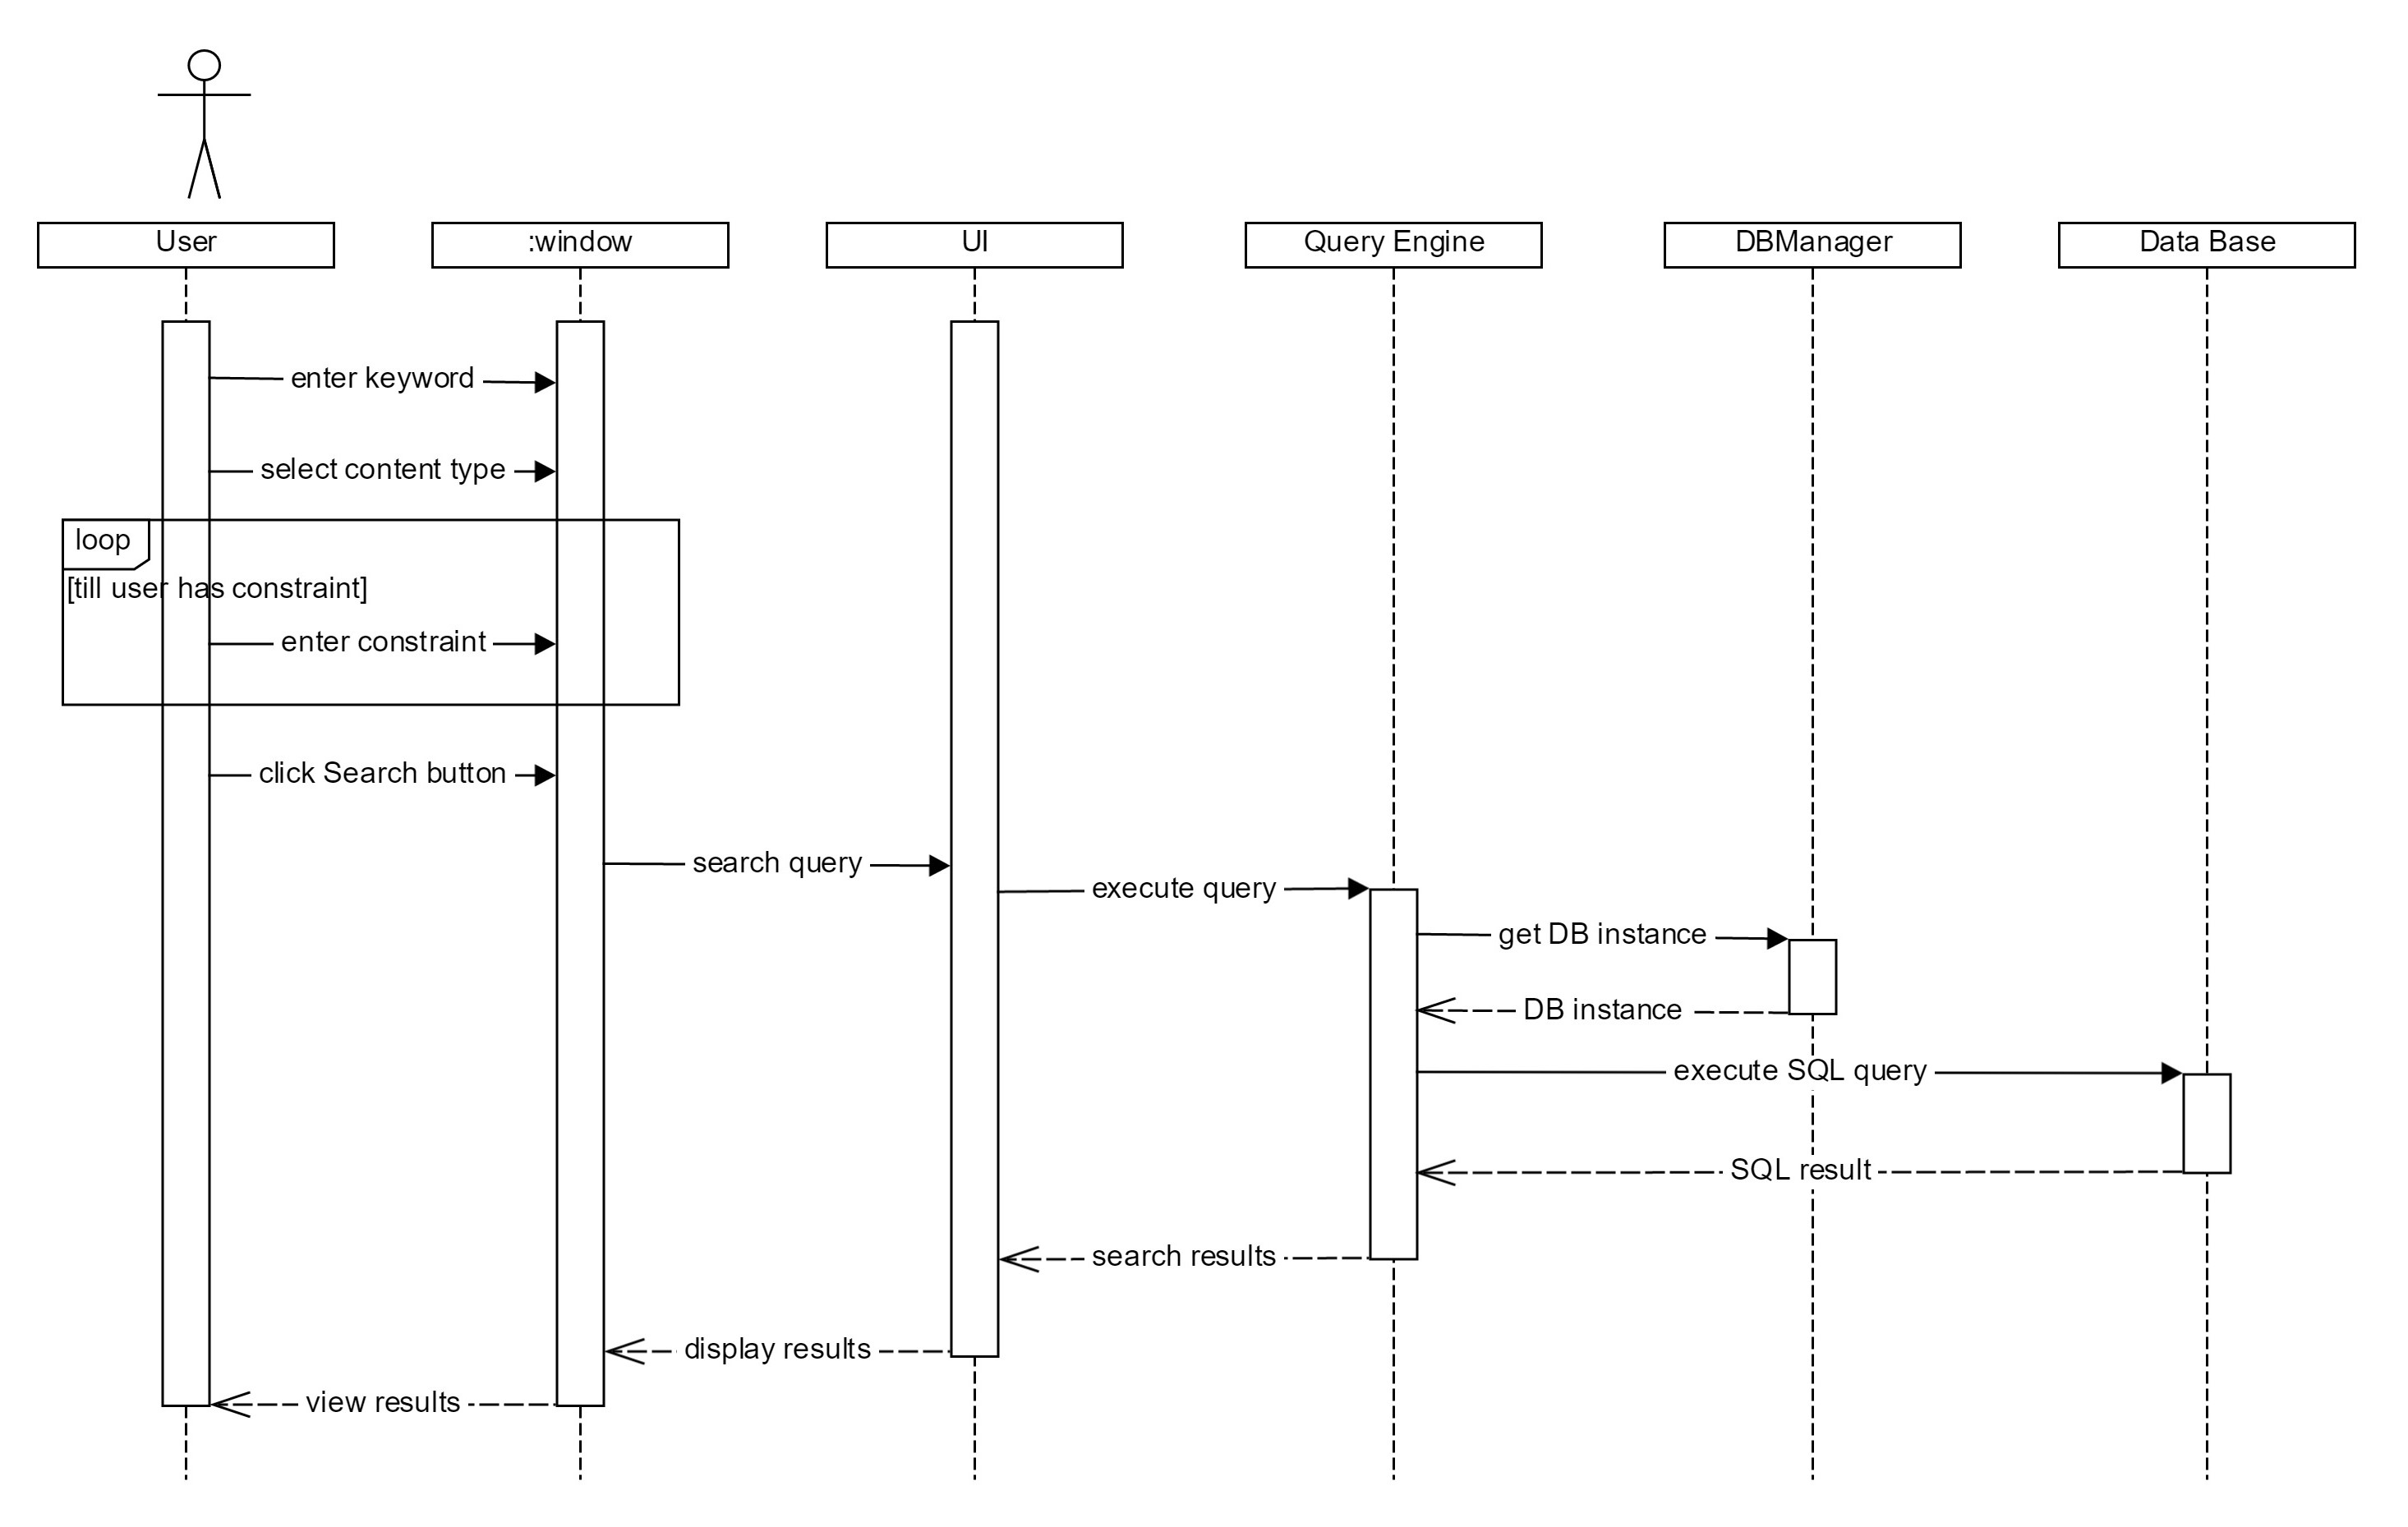 User
:window
UI
Query Engine
DBManager
Data Base
enter keyword
select content type
loop
[till user has constraint]
enter constraint
click Search button
search query
execute query
get DB instance
DB instance
execute SQL query
SQL result
search results
display results
view results